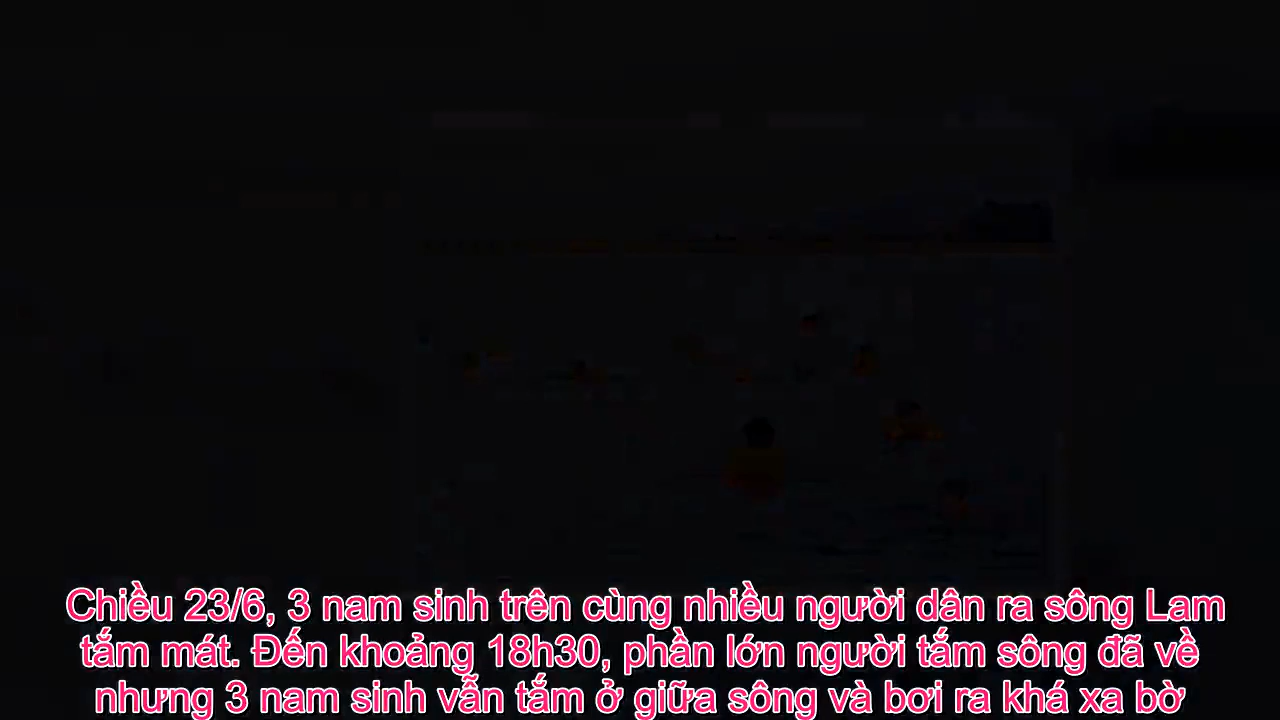 Chiều 23/6, 3 nam sinh trên cùng nhiều người dân ra sông Lam
tắm mát. Đến khoảng 18h30, phần lớn người tắm sông đã về
nhưng 3 nam sinh vẫn tắm ở giữa sông và bơi ra khá xa bờ